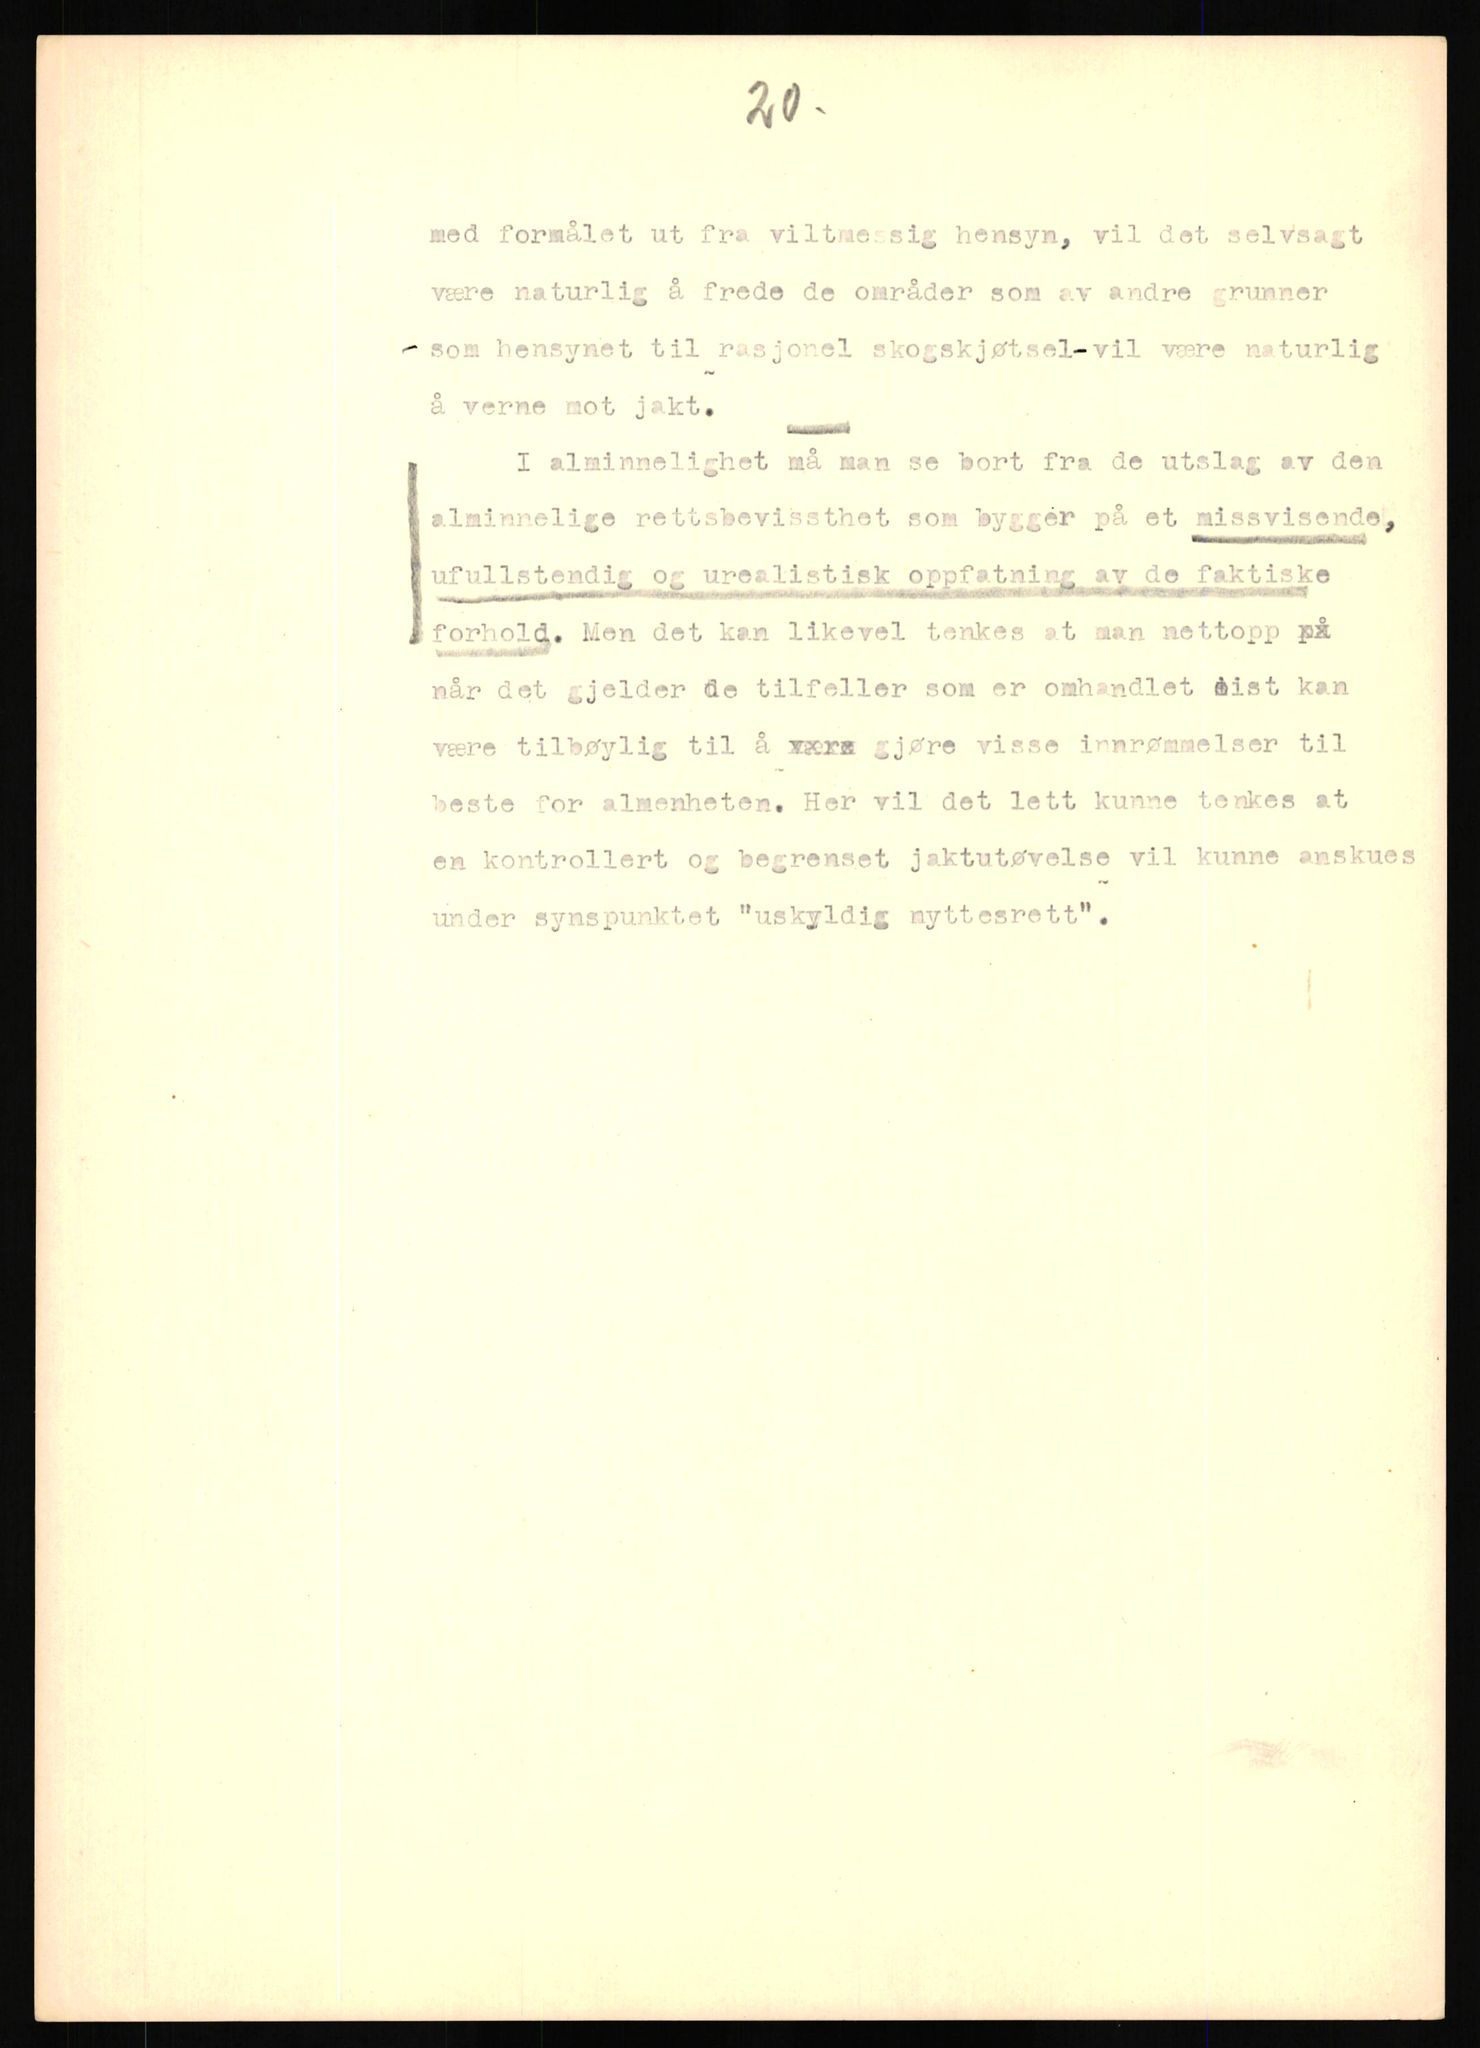 20.
med formålet ut fra viltmessig hensyn, vil det selvsagt
være naturlig å frede de områder som av andre grunner
- som hensynet til rasjonel skogskjøtsel-vil være naturlig
å verne mot jakt.
I alminnelighet må man se bort fra de utslag av den
alminnelige rettsbevissthet som bygger på et missvisende,
ufullstendig og urealistisk oppfatning av de faktiske
forhold. Men det kan likevel tenkes at man nettopp på
når det gjelder de tilfeller som er omhandlet sist kan
være tilbøylig til å være gjøre visse innrømmelser til
beste for almenheten. Her vil det lett kunne tenkes at
en kontrollert og begrenset jaktutøvelse vil kunne anskues
under synspunktet "uskyldig nyttesrett".